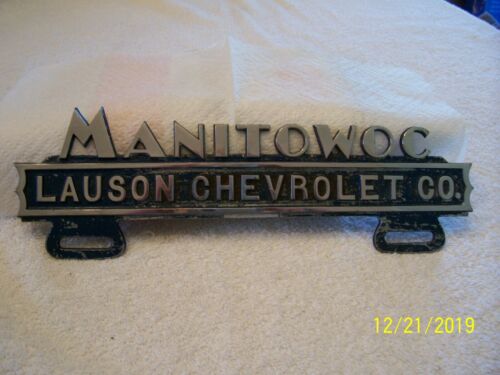 MANITOWOC
LAUSON CHEVROLET CO.
12/21/2019